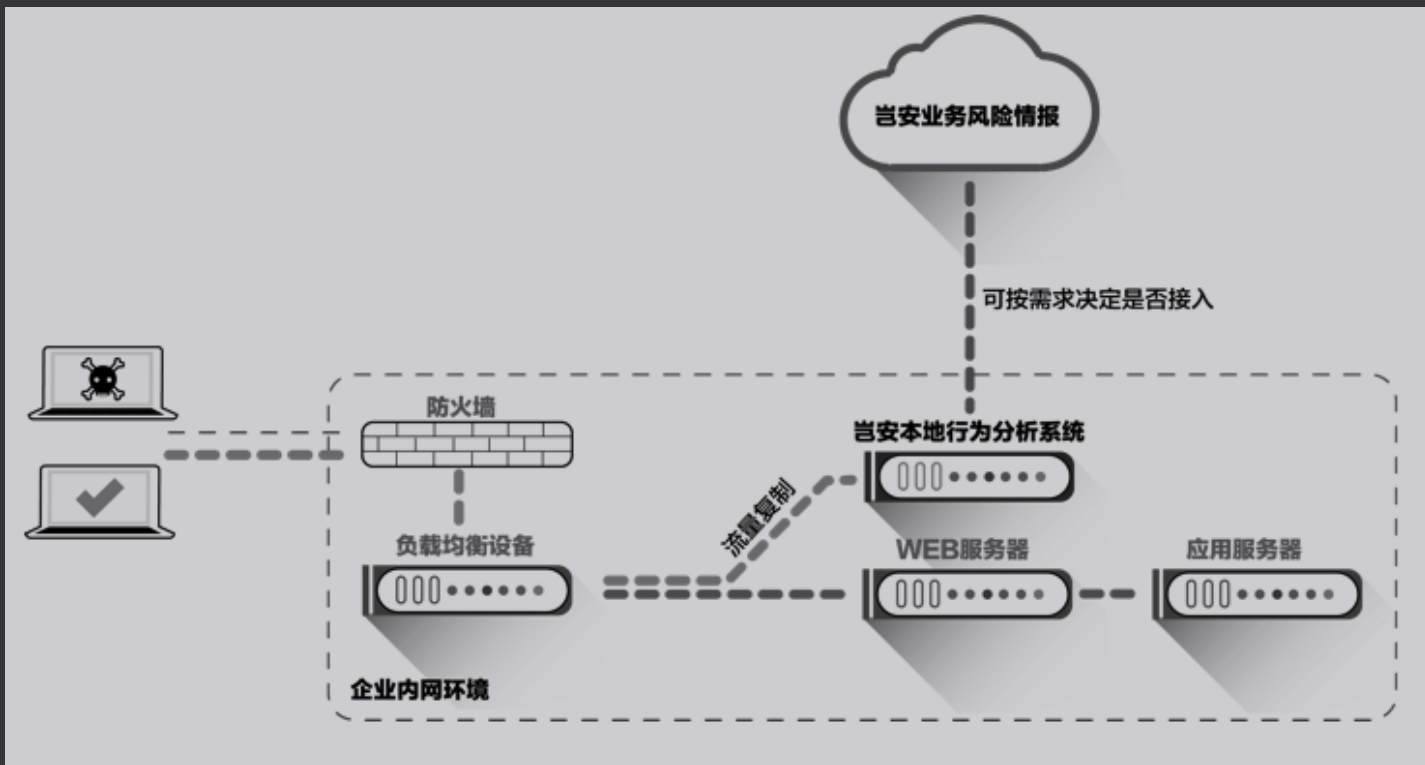 岂安业务风险情报
可按需求决定是否接入
防火墙
岂安本地行为分析系统
流量复制
负载均衡设备
WEB服务器
应用服务器
企业内网环境